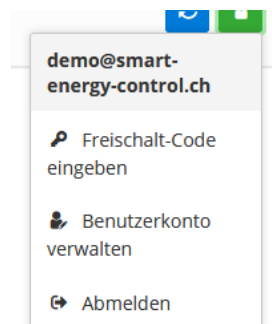 demo@smart-
energy-control.ch
Freischalt-Code
eingeben
Benutzerkonto
verwalten
Abmelden